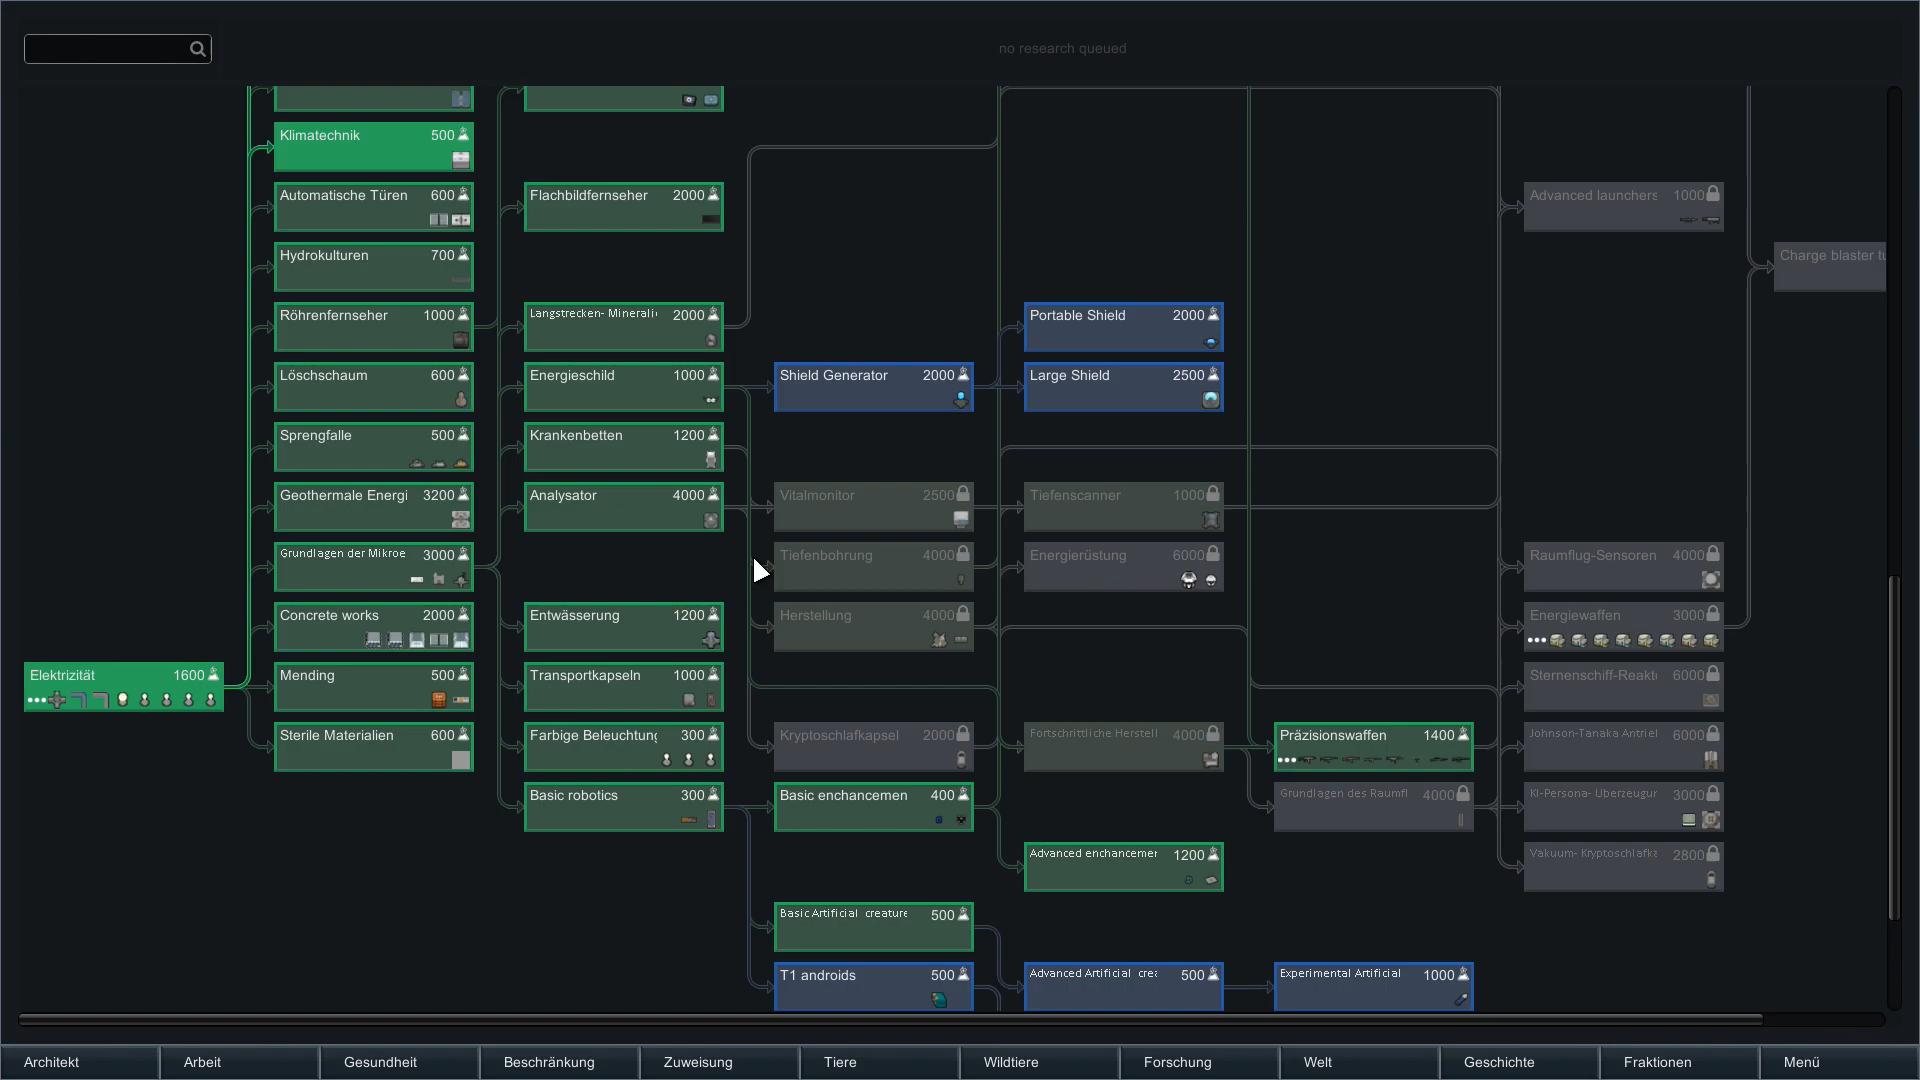 no research queued
Klimatechnik 500
Automatische Türen 600
Flachbildfernseher 2000
Advanced launchers 1000
Hydrokulturen 700
Charge blaster tu
Röhrenfernseher 1000
Langstrecken- Minerali 2000
Portable Shield 2000
Löschschaum 600
Energieschild 1000
Shield Generator 2000
Large Shield 2500
Sprengfalle 500
Krankenbetten 1200
Geothermale Energi 3200
Analysator 4000
Vitalmonitor 2500
Tiefenscanner 1000
Grundlagen der Mikroe 3000
Tiefenbohrung 4000
Energierüstung 6000
Raumflug-Sensoren 4000
Concrete works 2000
Entwässerung 1200
Herstellung 4000
Energiewaffen 3000
Elektrizität 1600
Mending 500
Transportkapseln 1000
Sternenschiff-Reakt 6000
Sterile Materialien 600
Farbige Beleuchtung 300
Kryptoschlafkapsel 2000
Fortschrittliche Herstell 4000
Präzisionswaffen 1400
Johnson-Tanaka Antriel 6000
Basic robotics 300
Basic enchancemen 400
Grundlagen des Raumfl 4000
KI-Persona- Überzeugur 3000
Advanced enchancemer 1200
Vakuum- Kryptoschlafka 2800
Basic Artificial creature 500
T1 androids 500
Advanced Artificial crea 500
Experimental Artificial 1000
Architekt
Arbeit
Gesundheit
Beschränkung
Zuweisung
Tiere
Wildtiere
Forschung
Welt
Geschichte
Fraktionen
Menü